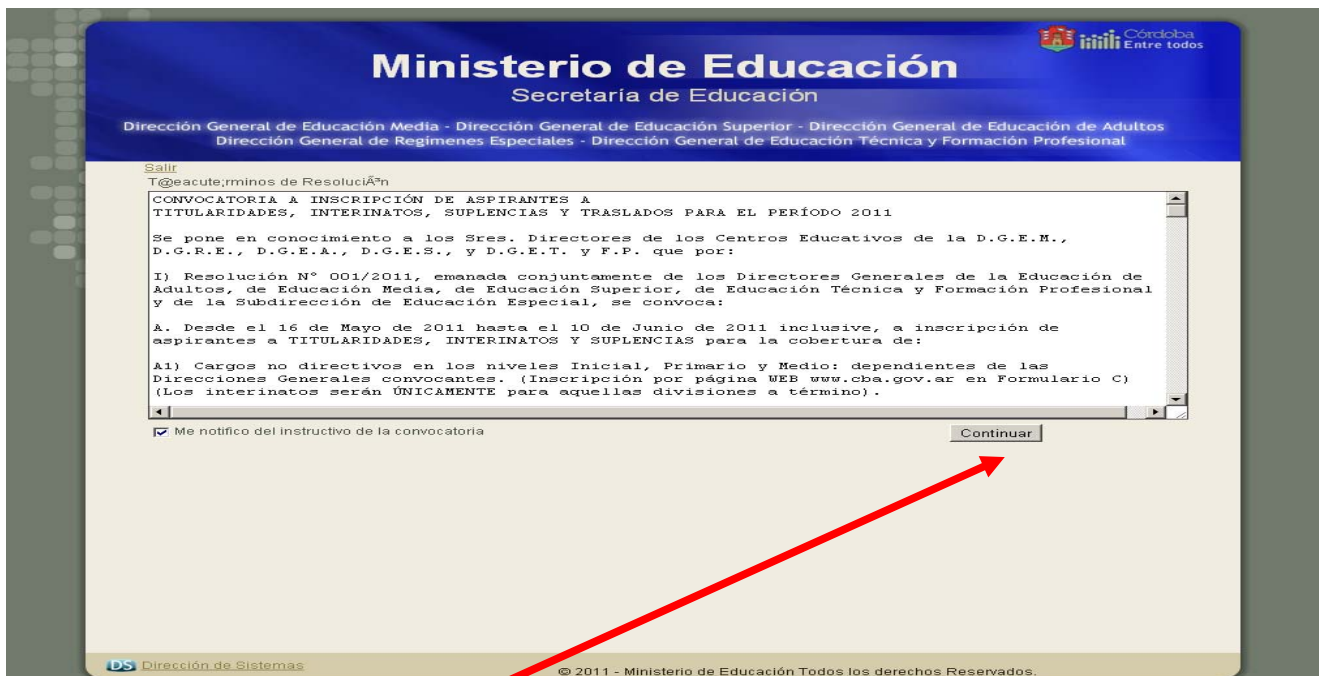 Córdoba
Entre todos
Ministerio de Educación
Secretaría de Educación
Dirección General de Educación Media - Dirección General de Educación Superior - Dirección General de Educación de Adultos
Dirección General de Regímenes Especiales - Dirección General de Educación Técnica y Formación Profesional
Salir
T@eacute;rminos de ResoluciÃªn
CONVOCATORIA A INSCRIPCIÓN DE ASPIRANTES A
TITULARIDADES, INTERINATOS, SUPLENCIAS Y TRASLADOS PARA EL PERÍODO 2011
Se pone en conocimiento a los Sres. Directores de los Centros Educativos de la D.G.E.M.,
D.G.R.E., D.G.E.A., D.G.E.S., y D.G.E.T. y F.P. que por:
I) Resolución N° 001/2011, emanada conjuntamente de los Directores Generales de la Educación de
Adultos, de Educación Media, de Educación Superior, de Educación Técnica y Formación Profesional
y de la Subdirección de Educación Especial, se convoca:
A. Desde el 16 de Mayo de 2011 hasta el 10 de Junio de 2011 inclusive, a inscripción de
aspirantes a TITULARIDADES, INTERINATOS Y SUPLENCIAS para la cobertura de:
A1) Cargos no directivos en los niveles Inicial, Primario y Medio: dependientes de las
Direcciones Generales convocantes. (Inscripción por página WEB www.cba.gov.ar en Formulario C)
(Los interinatos serán ÚNICAMENTE para aquellas divisiones a término).
Me notifico del instructivo de la convocatoria
Continuar
DS Dirección de Sistemas
© 2011 - Ministerio de Educación Todos los derechos Reservados.